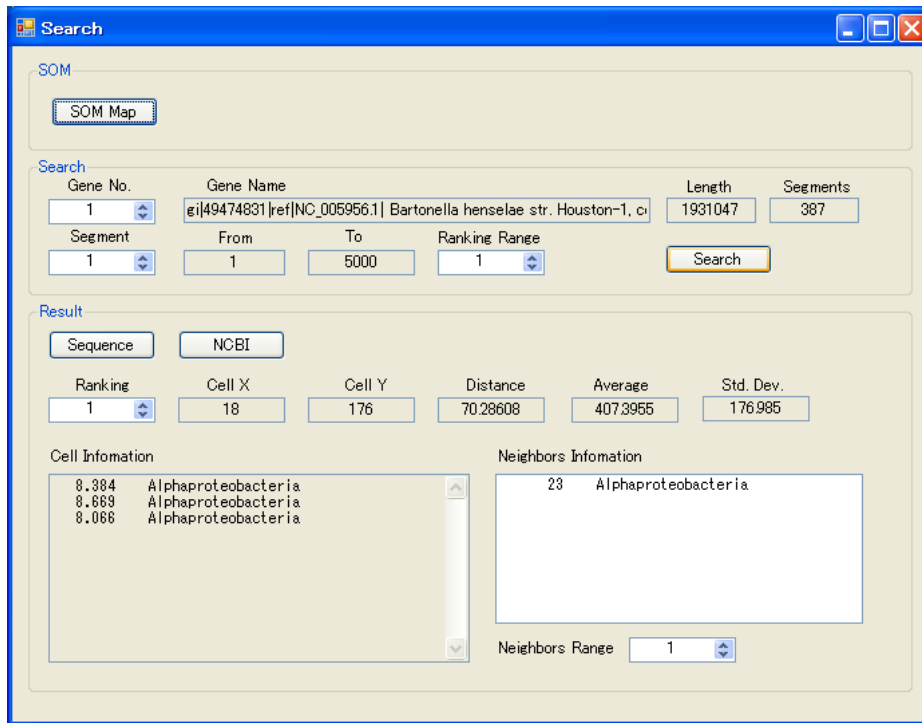 Search
SOM
SOM Map
Search
Gene No. Gene Name Length Segments
1 gi|49474831|ref|NC_005956.1| Bartonella henselae str. Houston-1, 1931047 387
Segment From To Ranking Range
1 1 5000 1 Search
Result
Sequence NCBI
Ranking Cell X Cell Y Distance Average Std. Dev.
1 18 176 70.28608 407.3955 176.985
Cell Infomation Neighbors Infomation
8.384 Alphaproteobacteria 23 Alphaproteobacteria
8.669 Alphaproteobacteria
8.066 Alphaproteobacteria
Neighbors Range 1